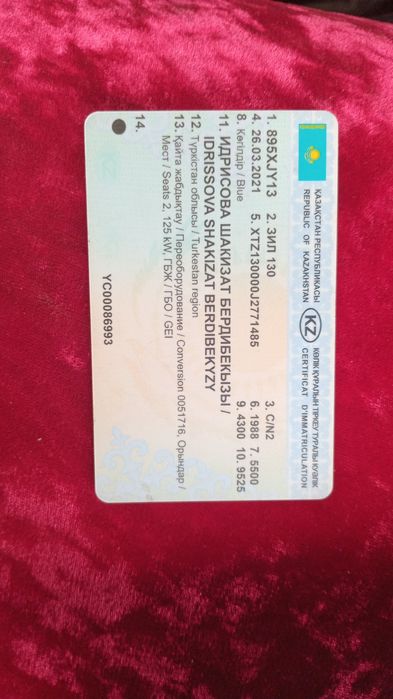 ҚАЗАҚСТАН РЕСПУБЛИКАСЫ
REPUBLIC OF KAZAKHSTAN
KZ
КӨЛІК ҚҰРАЛЫН ТІРКЕУ ТУРАЛЫ КУӘЛІК
CERTIFICAT D'IMMATRICULATION
1. 895XJY13 2. ЗИЛ 130 3. C/N2
4. 26.03.2021 5. XTZ130000J2771485 6. 1988 7. 5500
8. Көгілдір / Blue 9. 4300 10. 9525
11. ИДРИСОВА ШАКИЗАТ БЕРДИБЕКЫЗЫ /
IDRISSOVA SHAKIZAT BERDIBEKYZY
12. Түркістан облысы / Turkestan region
13. Қайта жабдықтау / Переоборудование / Conversion 0051716, Орындар /
Мест / Seats 2, 125 kW, ГБЖ / ГБО / GEI
14.
YC00086993